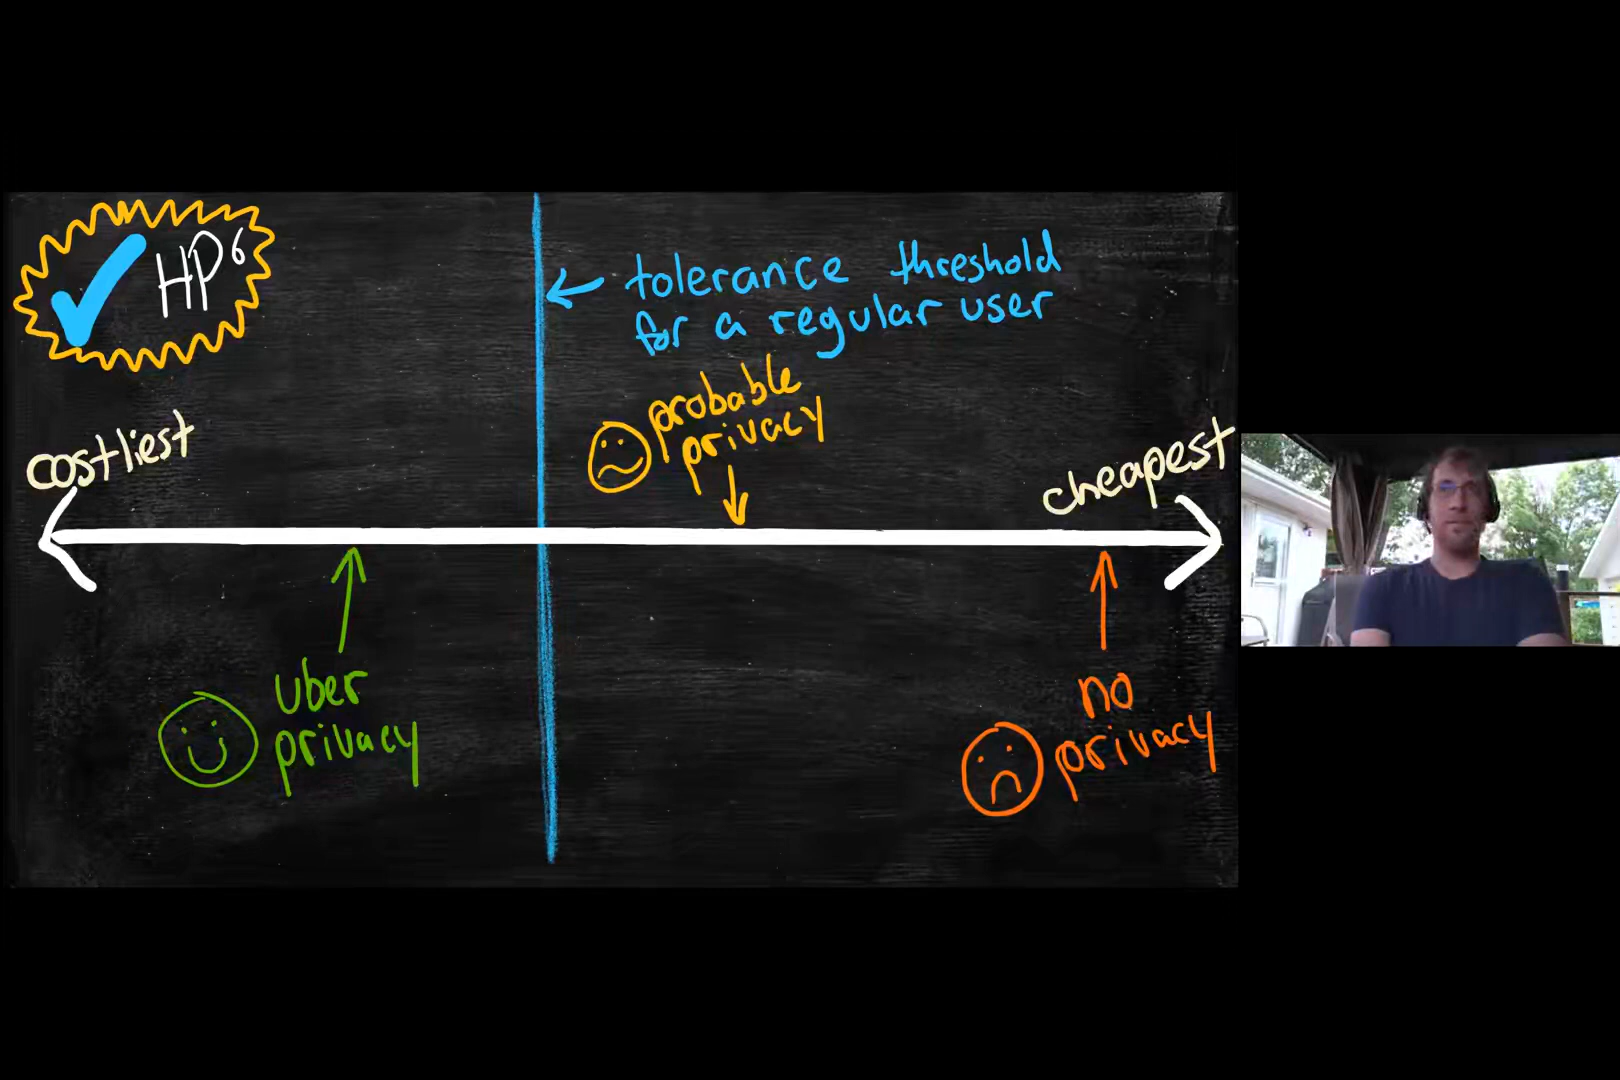 HP6
tolerance threshold
for a regular user
probable
privacy
costliest
cheapest
uber
privacy
no
privacy